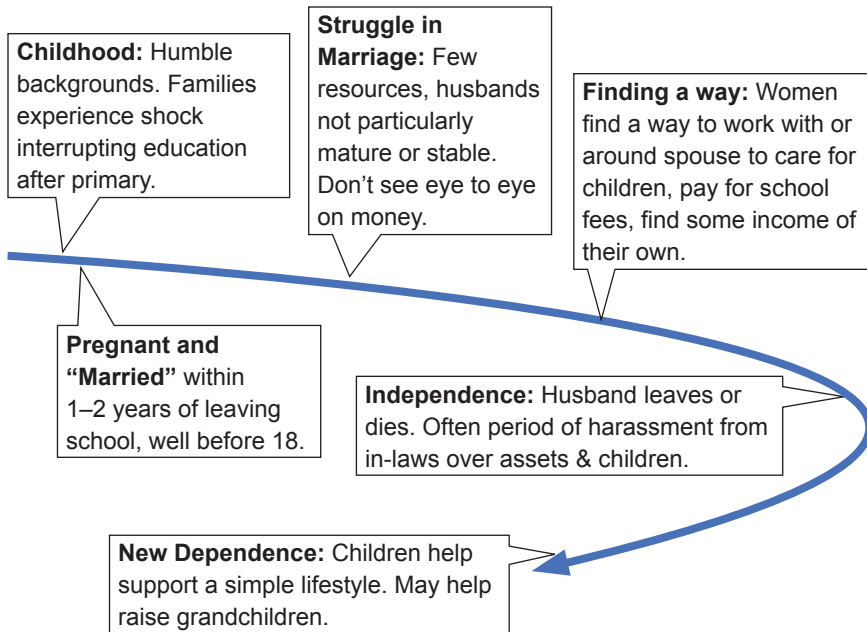 Childhood: Humble
backgrounds. Families
experience shock
interrupting education
after primary.
Pregnant and
“Married” within
1–2 years of leaving
school, well before 18.
Struggle in
Marriage: Few
resources, husbands
not particularly
mature or stable.
Don’t see eye to eye
on money.
Finding a way: Women
find a way to work with or
around spouse to care for
children, pay for school
fees, find some income of
their own.
Independence: Husband leaves or
dies. Often period of harassment from
in-laws over assets & children.
New Dependence: Children help
support a simple lifestyle. May help
raise grandchildren.